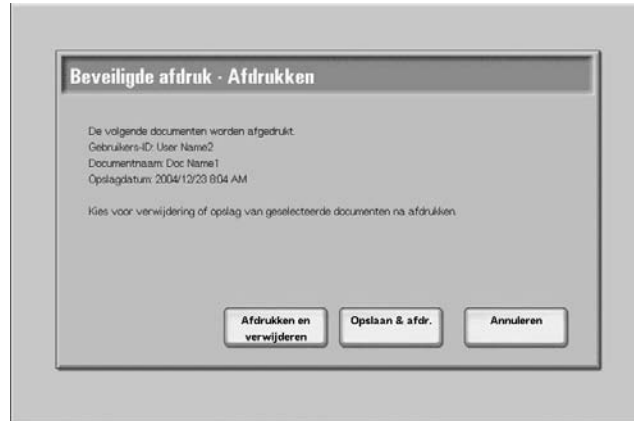 Beveiligde afdruk - Afdrukken
De volgende documenten worden afgedrukt.
Gebruikers-ID: User Name2
Documentnaam: Doc Name1
Opslagdatum: 2004/12/23 8:04 AM
Kies voor verwijdering of opslag van geselecteerde documenten na afdrukken.
Afdrukken en
verwijderen
Opslaan & afdr.
Annuleren